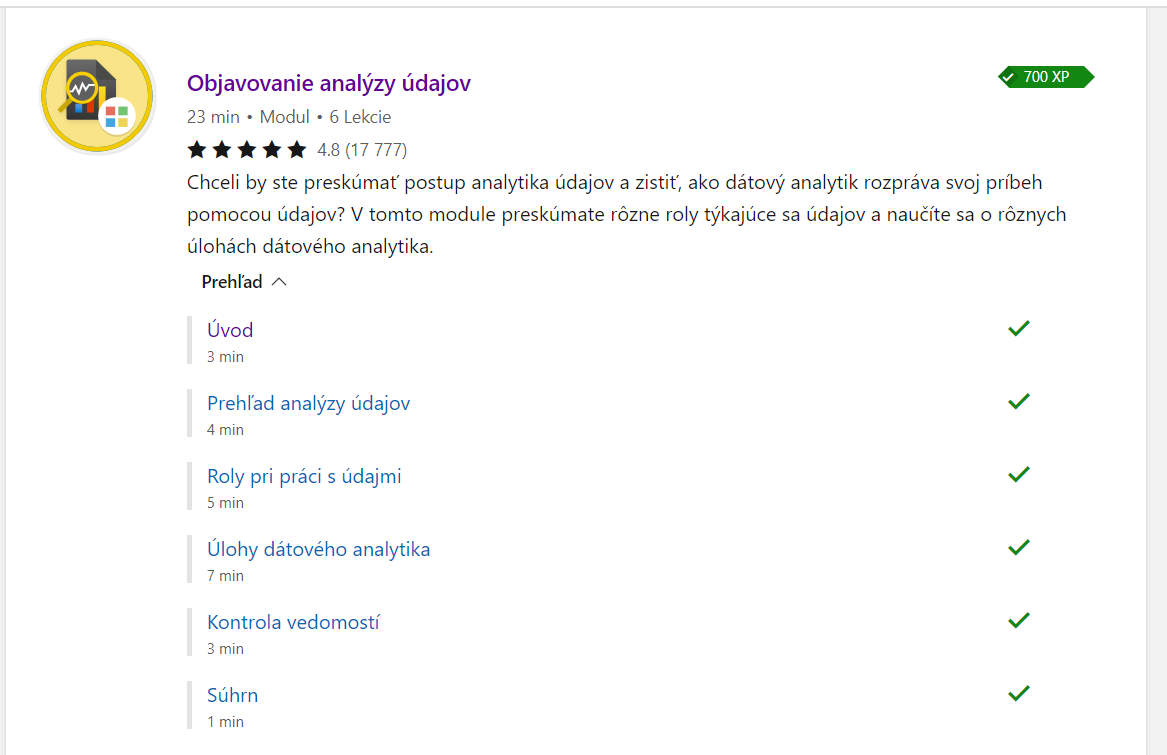 Objavovanie analýzy údajov
700 XP
23 min • Modul • 6 Lekcie
4.8 (17 777)
Chceli by ste preskúmať postup analytika údajov a zistiť, ako dátový analytik rozpráva svoj príbeh
pomocou údajov? V tomto module preskúmate rôzne roly týkajúce sa údajov a naučíte sa o rôznych
úlohách dátového analytika.
Prehľad
Úvod
3 min
Prehľad analýzy údajov
4 min
Roly pri práci s údajmi
5 min
Úlohy dátového analytika
7 min
Kontrola vedomostí
3 min
Súhrn
1 min